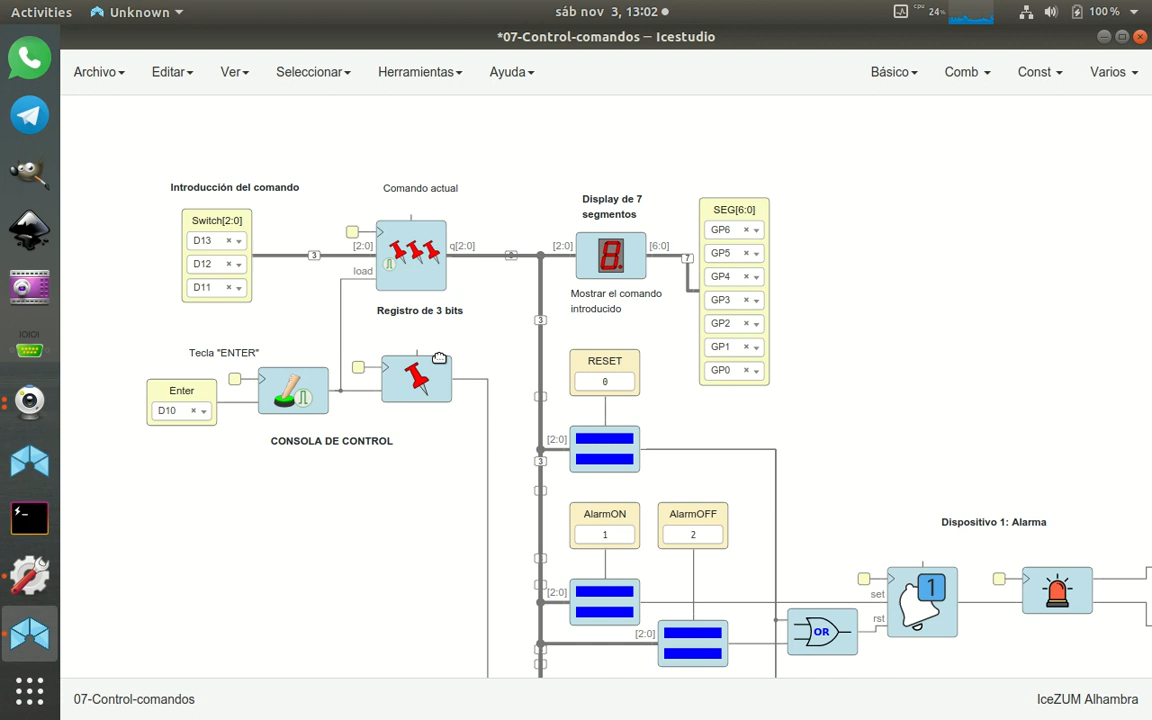 Activities
Unknown
sáb nov 3, 13:02
cpu
24%
100 %
*07-Control-comandos — Icestudio
Archivo
Editar
Ver
Seleccionar
Herramientas
Ayuda
Básico
Comb
Const
Varios
Introducción del comando
Comando actual
Display de 7
segmentos
Switch[2:0]
D13 ×
D12 ×
D11 ×
3
[2:0]
load
q[2:0]
[2:0]
[6:0]
7
SEG[6:0]
GP6 ×
GP5 ×
GP4 ×
GP3 ×
GP2 ×
GP1 ×
GP0 ×
Mostrar el comando
introducido
Registro de 3 bits
3
Tecla "ENTER"
Enter
D10 ×
CONSOLA DE CONTROL
RESET
0
[2:0]
3
AlarmON
1
AlarmOFF
2
[2:0]
[2:0]
OR
Dispositivo 1: Alarma
set
rst
1
07-Control-comandos
IceZUM Alhambra